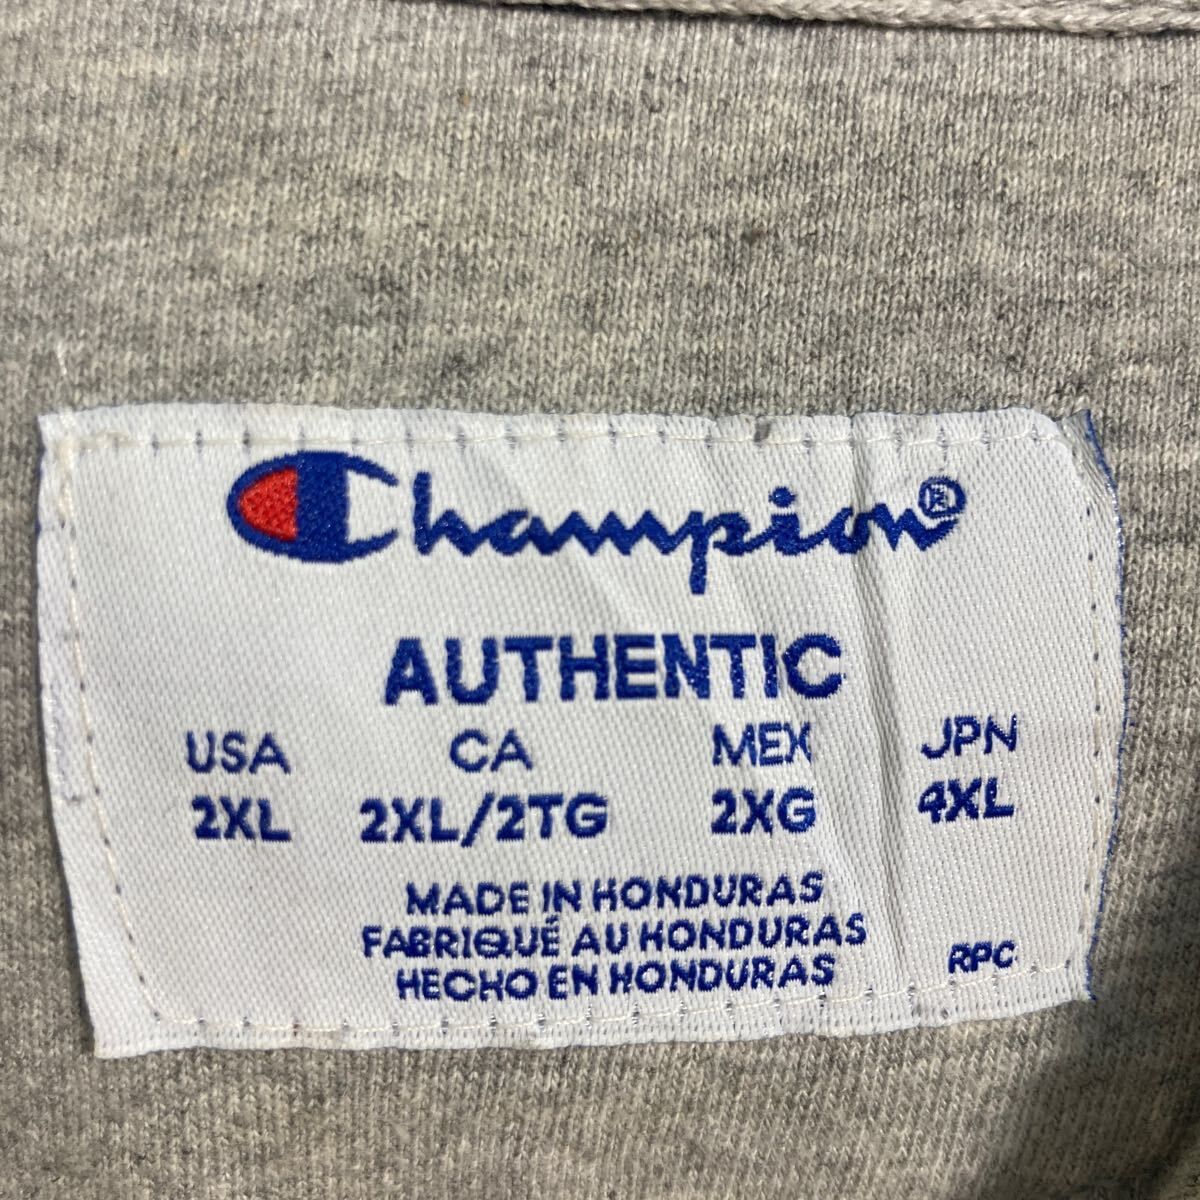 Champion®
AUTHENTIC
USA CA MEX JPN
2XL 2XL/2TG 2XG 4XL
MADE IN HONDURAS
FABRIQUÉ AU HONDURAS
HECHO EN HONDURAS RPC